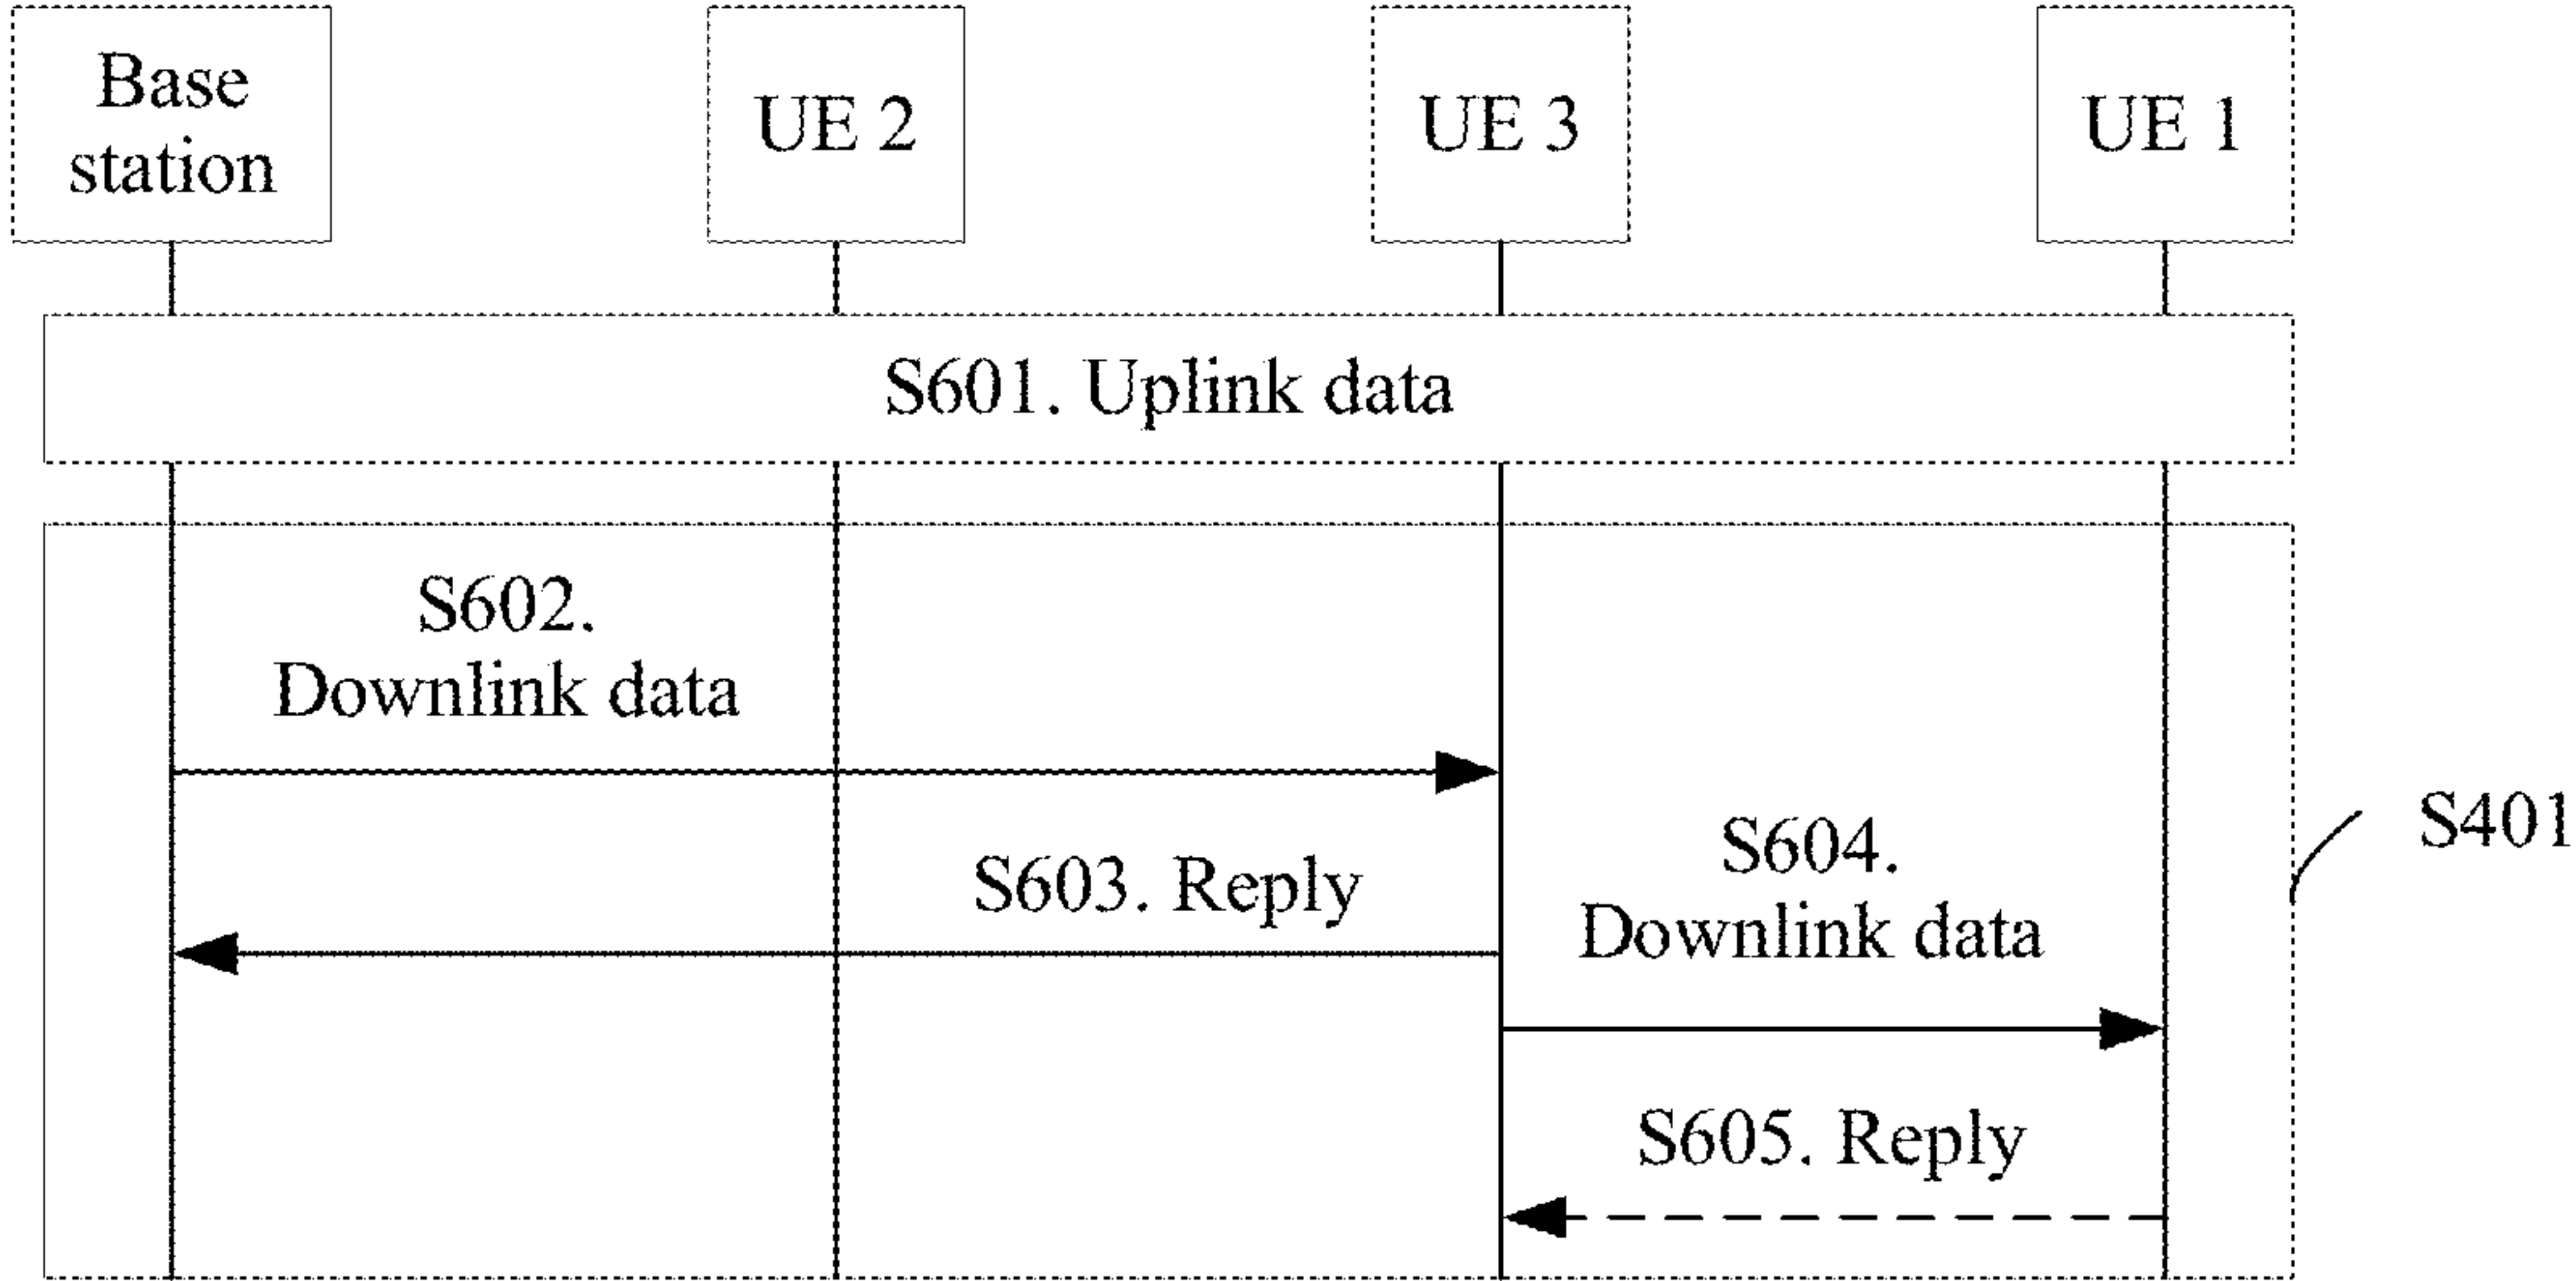 Base
station
UE 2
UE 3
UE 1
S601. Uplink data
S602.
Downlink data
S603. Reply
S604.
Downlink data
S401
S605. Reply